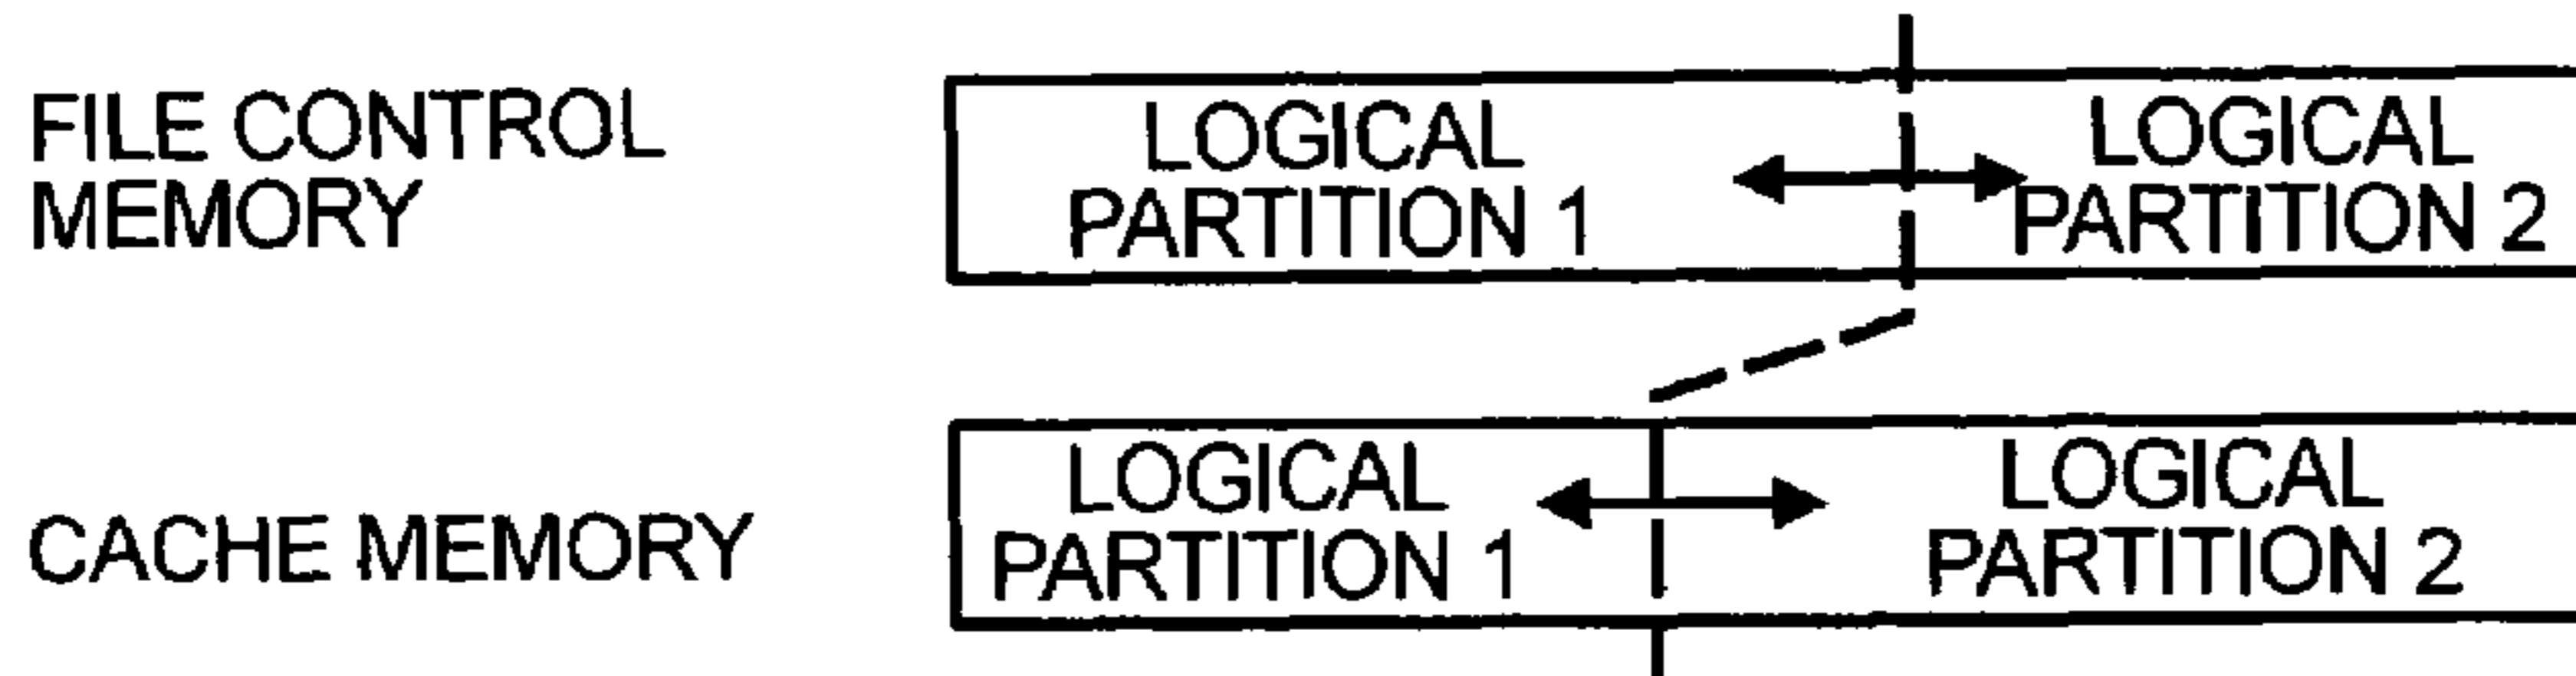 FILE CONTROL
MEMORY
LOGICAL
PARTITION 1
LOGICAL
PARTITION 2
CACHE MEMORY
LOGICAL
PARTITION 1
LOGICAL
PARTITION 2